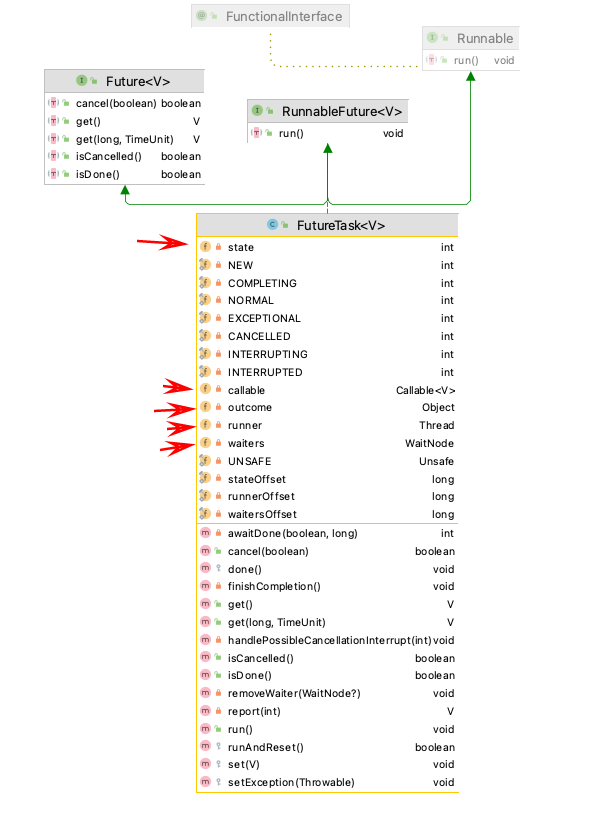 FunctionalInterface
Runnable
run() void
Future<V>
cancel(boolean) boolean
get() V
get(long, TimeUnit) V
isCancelled() boolean
isDone() boolean
RunnableFuture<V>
run() void
FutureTask<V>
state int
NEW int
COMPLETING int
NORMAL int
EXCEPTIONAL int
CANCELLED int
INTERRUPTING int
INTERRUPTED int
callable Callable<V>
outcome Object
runner Thread
waiters WaitNode
UNSAFE Unsafe
stateOffset long
runnerOffset long
waitersOffset long
awaitDone(boolean, long) int
cancel(boolean) boolean
done() void
finishCompletion() void
get() V
get(long, TimeUnit) V
handlePossibleCancellationInterrupt(int) void
isCancelled() boolean
isDone() boolean
removeWaiter(WaitNode?) void
report(int) V
run() void
runAndReset() boolean
set(V) void
setException(Throwable) void